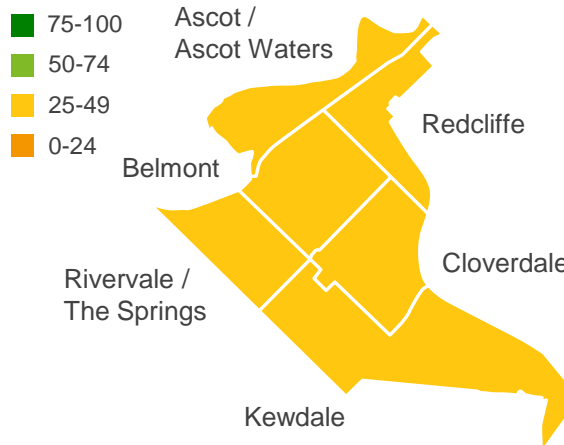 75-100
50-74
25-49
0-24
Ascot /
Ascot Waters
Redcliffe
Belmont
Cloverdale
Rivervale /
The Springs
Kewdale